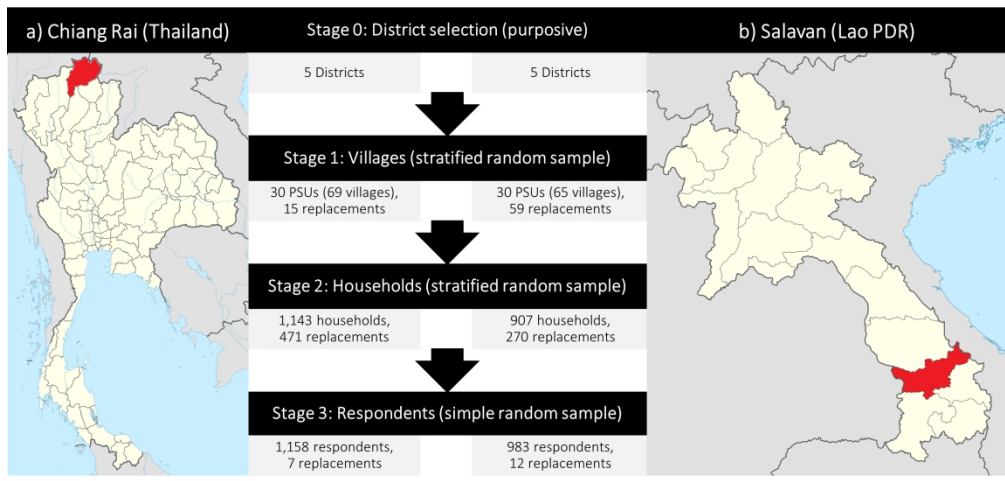 a) Chiang Rai (Thailand)
Stage 0: District selection (purposive)
b) Salavan (Lao PDR)
5 Districts
5 Districts
Stage 1: Villages (stratified random sample)
30 PSUs (69 villages),
15 replacements
30 PSUs (65 villages),
59 replacements
Stage 2: Households (stratified random sample)
1,143 households,
471 replacements
907 households,
270 replacements
Stage 3: Respondents (simple random sample)
1,158 respondents,
7 replacements
983 respondents,
12 replacements